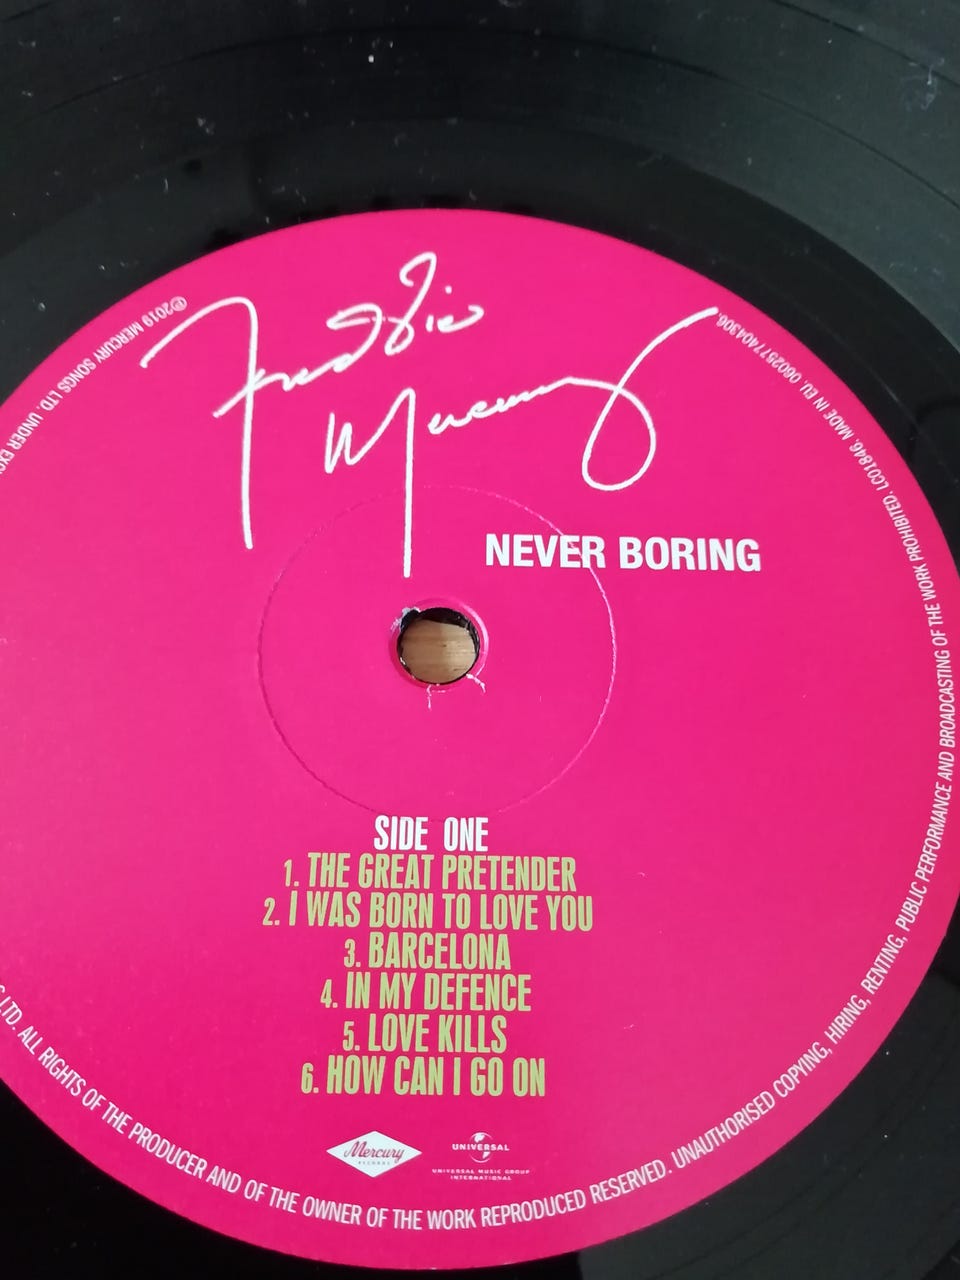 Freddie
Mercury
NEVER BORING
SIDE ONE
1. THE GREAT PRETENDER
2. I WAS BORN TO LOVE YOU
3. BARCELONA
4. IN MY DEFENCE
5. LOVE KILLS
6. HOW CAN I GO ON
Mercury
RECORDS
UNIVERSAL
UNIVERSAL MUSIC GROUP
INTERNATIONAL
℗2019 MERCURY SONGS LTD. UNDER
LTD. ALL RIGHTS OF THE PRODUCER AND OF THE OWNER OF THE WORK REPRODUCED RESERVED. UNAUTHORISED COPYING, HIRING, RENTING, PUBLIC PERFORMANCE AND BROADCASTING OF THE WORK PROHIBITED. LC01846. MADE IN EU. 060257740430​6.